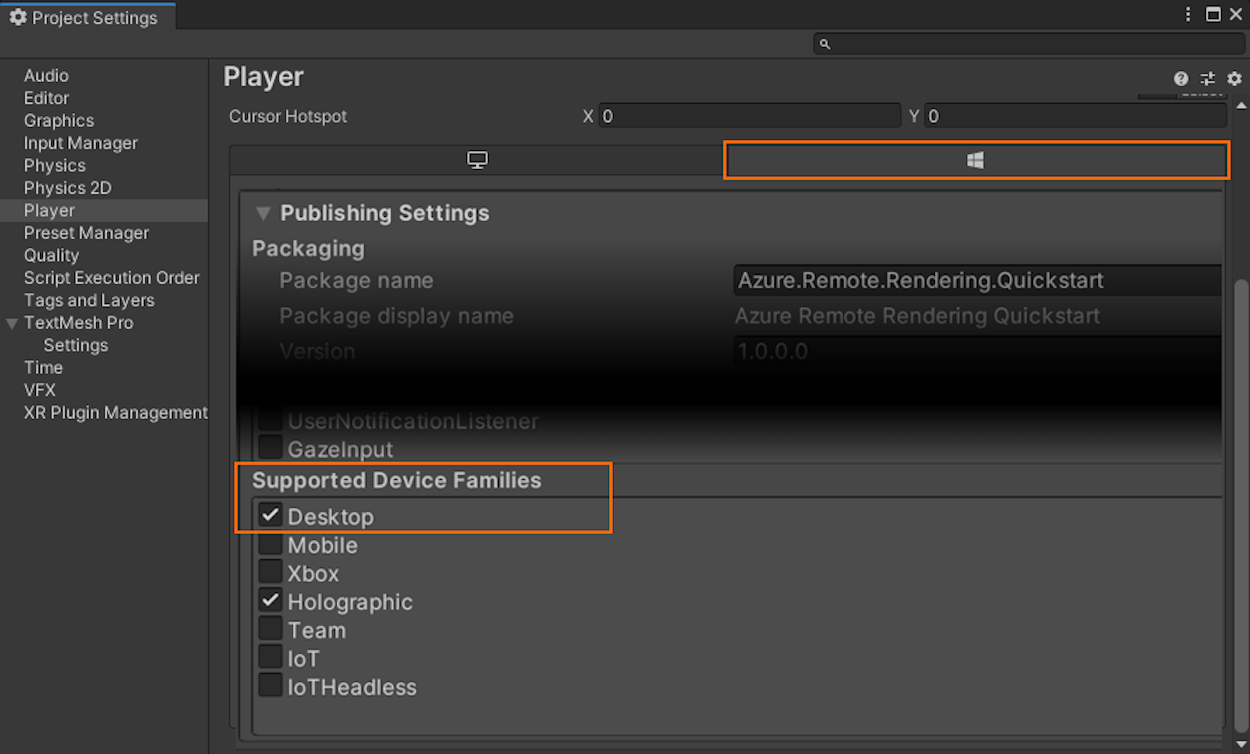 Project Settings
Audio
Editor
Graphics
Input Manager
Physics
Physics 2D
Player
Preset Manager
Quality
Script Execution Order
Tags and Layers
TextMesh Pro
Settings
Time
VFX
XR Plugin Management
Player
Cursor Hotspot X 0 Y 0
Publishing Settings
Packaging
Package name Azure.Remote.Rendering.Quickstart
Package display name Azure Remote Rendering Quickstart
Version 1.0.0.0
UserNotificationListener
GazeInput
Supported Device Families
Desktop
Mobile
Xbox
Holographic
Team
IoT
IoTHeadless